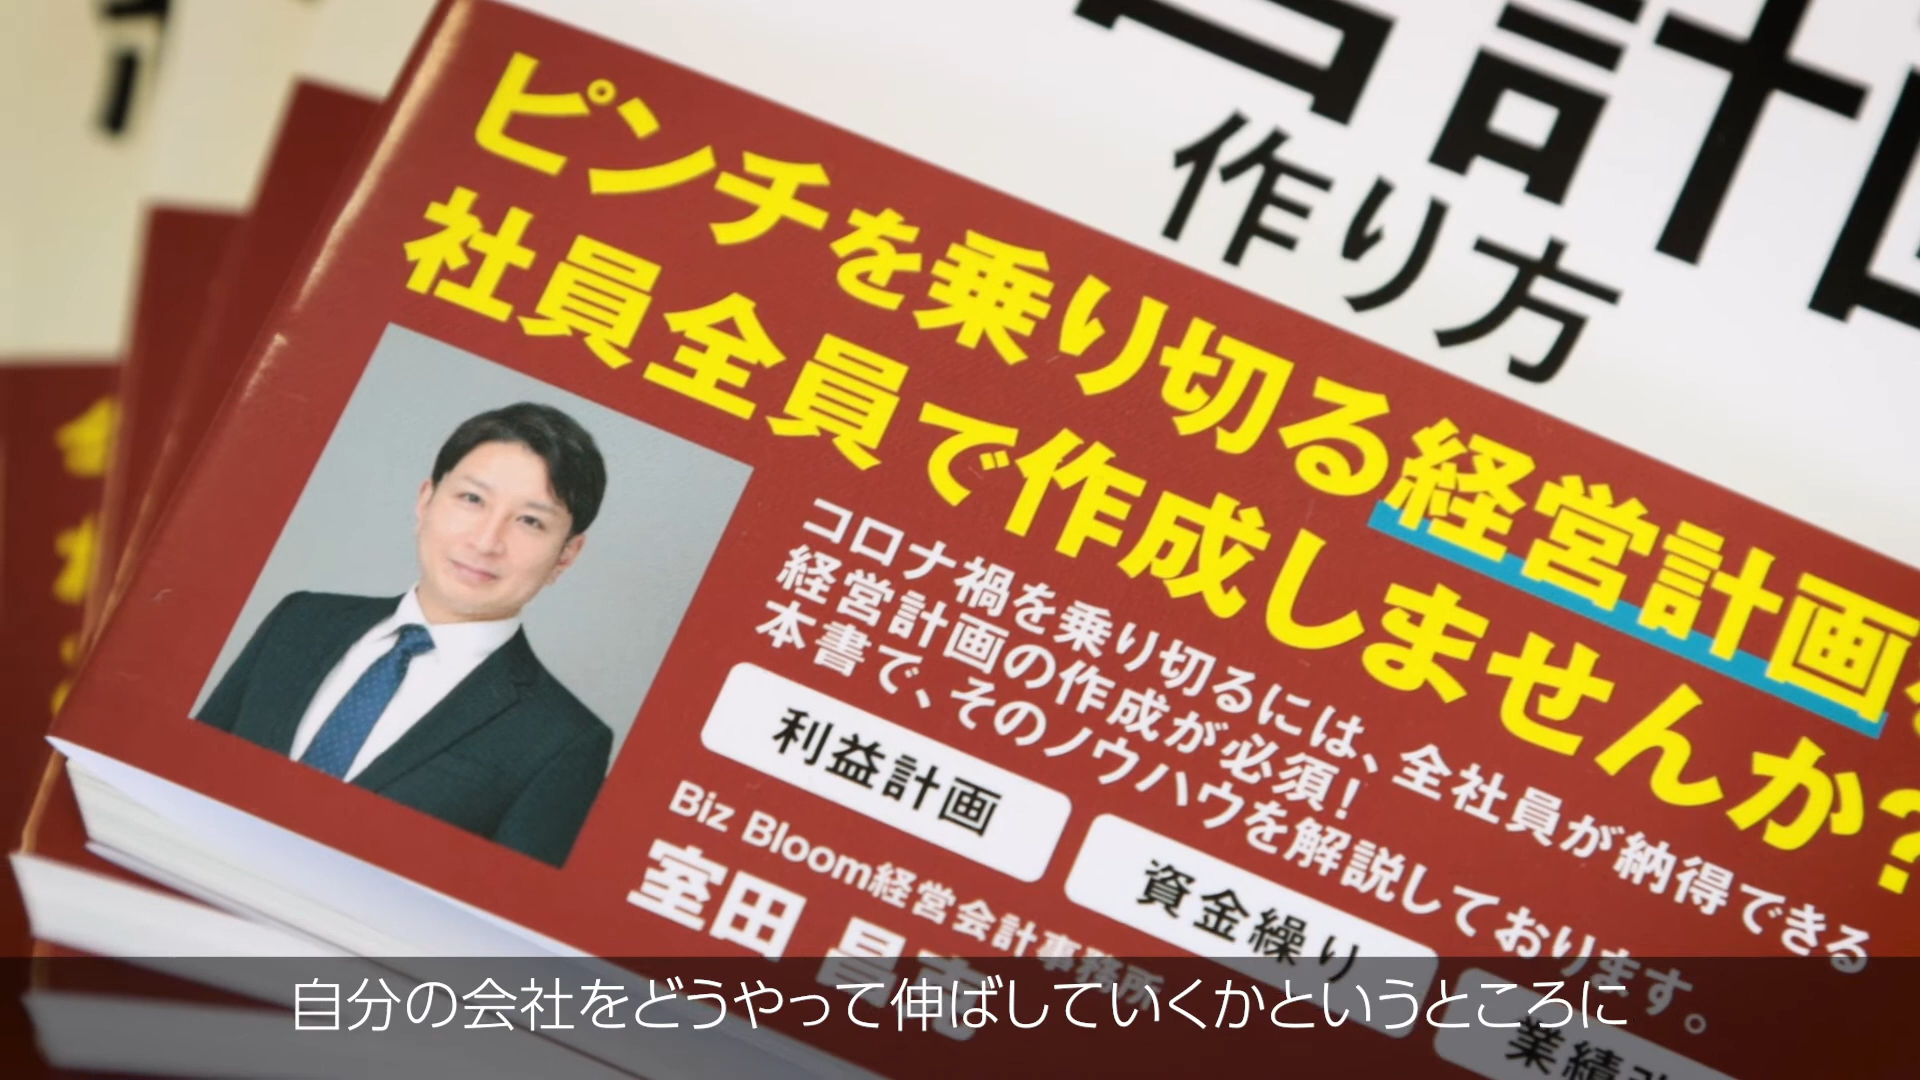 計画
作り方
ピンチを乗り切る経営計画を
社員全員で作成しませんか?
コロナ禍を乗り切るには、全社員が納得できる
経営計画の作成が必須!
本書で、そのノウハウを解説しております。
利益計画
資金繰り
業績
Biz Bloom経営会計事務所
室田 昌
自分の会社をどうやって伸ばしていくかというところに